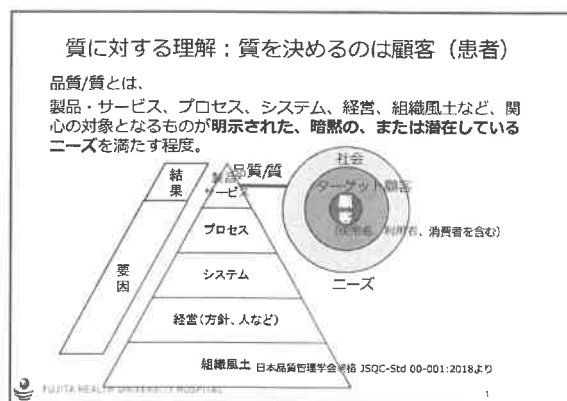 質に対する理解：質を決めるのは顧客（患者）
品質/質とは、
製品・サービス、プロセス、システム、経営、組織風土など、関
心の対象となるものが明示された、暗黙の、または潜在している
ニーズを満たす程度。
結果
要因
品質/質
製品
サービス
プロセス
システム
経営（方針、人など）
組織風土
社会
ターゲット顧客
利用者、消費者を含む）
ニーズ
日本品質管理学会規格 JSQC-Std 00-001:2018より
FUJITA HEALTH UNIVERSITY HOSPITAL
1